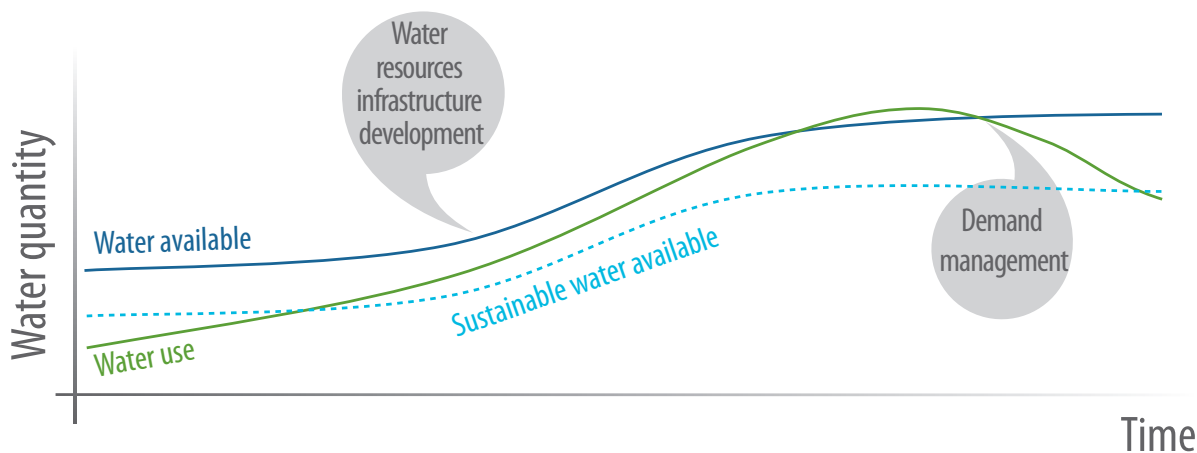 Water
resources
infrastructure
development
Water quantity
Water available
Sustainable water available
Demand
management
Water use
Time